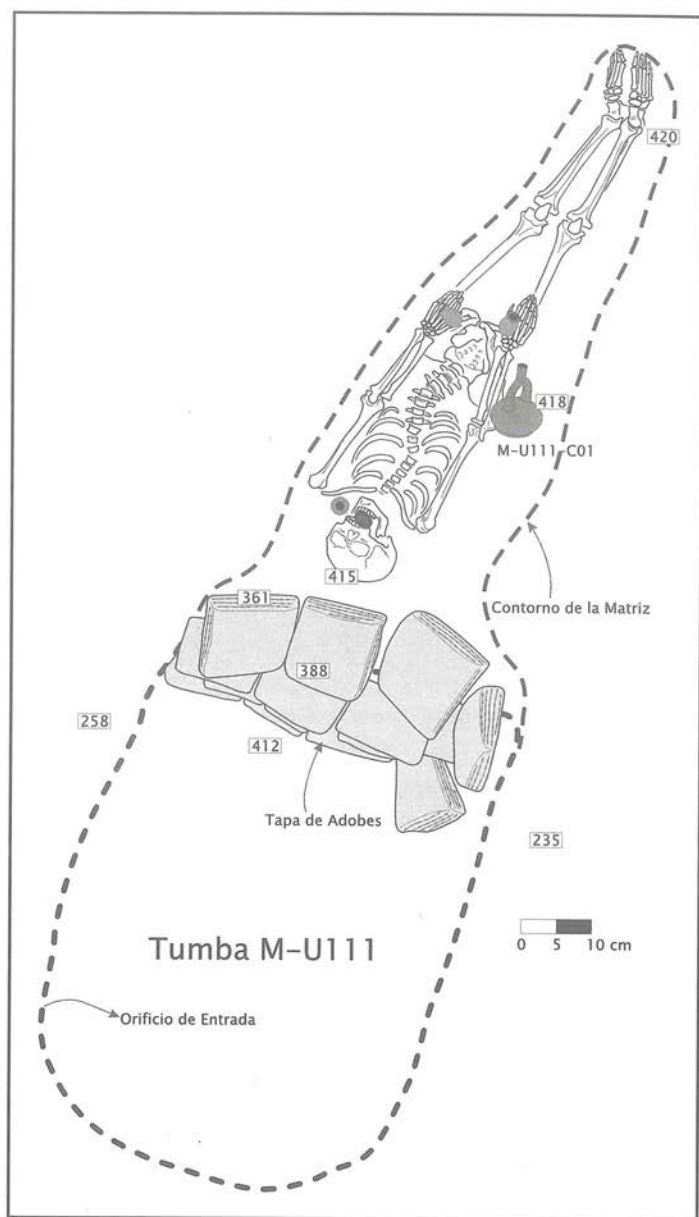 420
418
M-U111-C01
415
Contorno de la Matriz
361
388
258
412
Tapa de Adobes
235
Tumba M-U111
0 5 10 cm
Orificio de Entrada